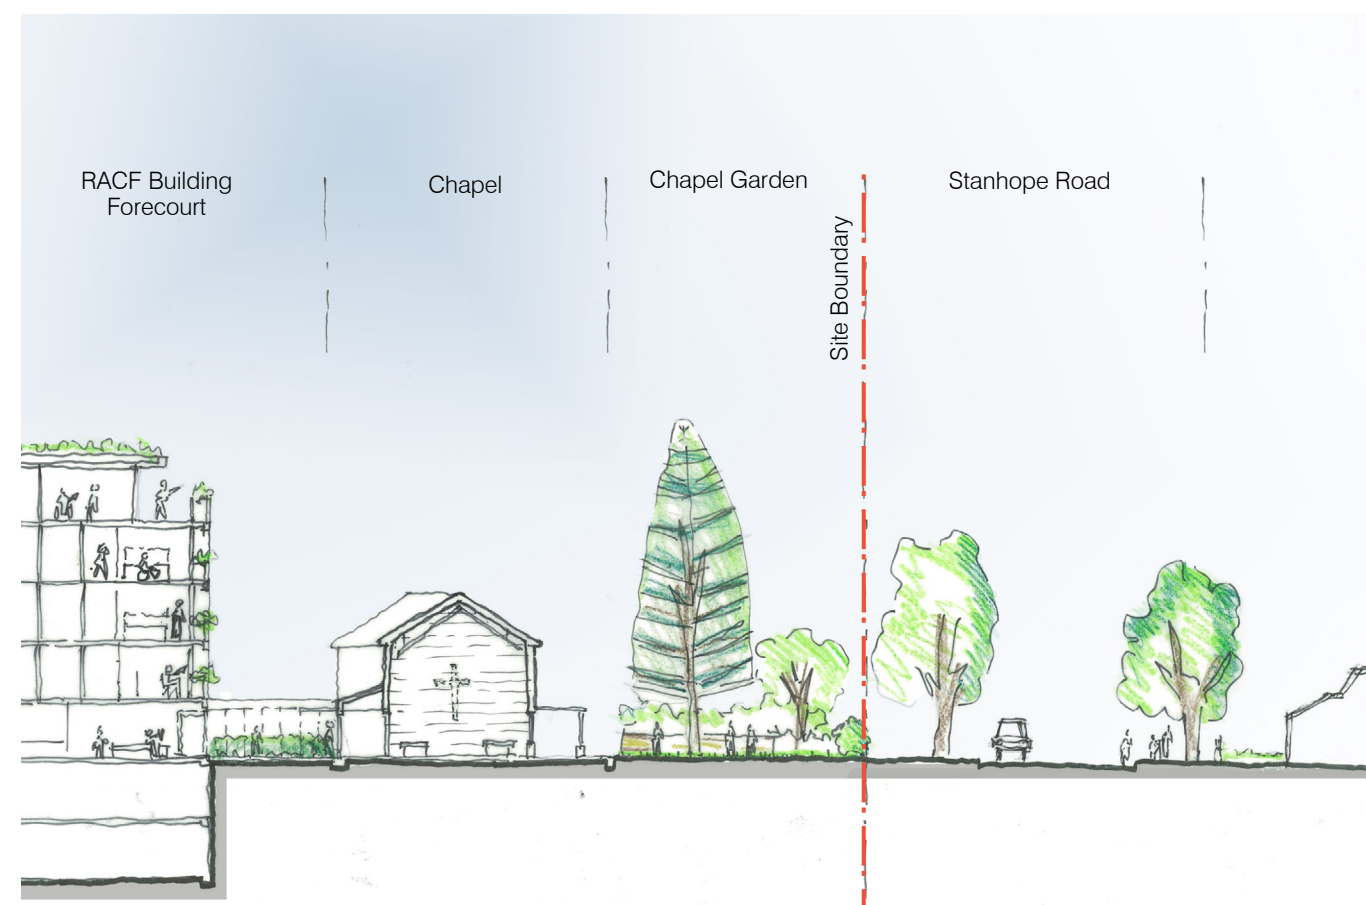 RACF Building
Forecourt
Chapel
Chapel Garden
Site Boundary
Stanhope Road